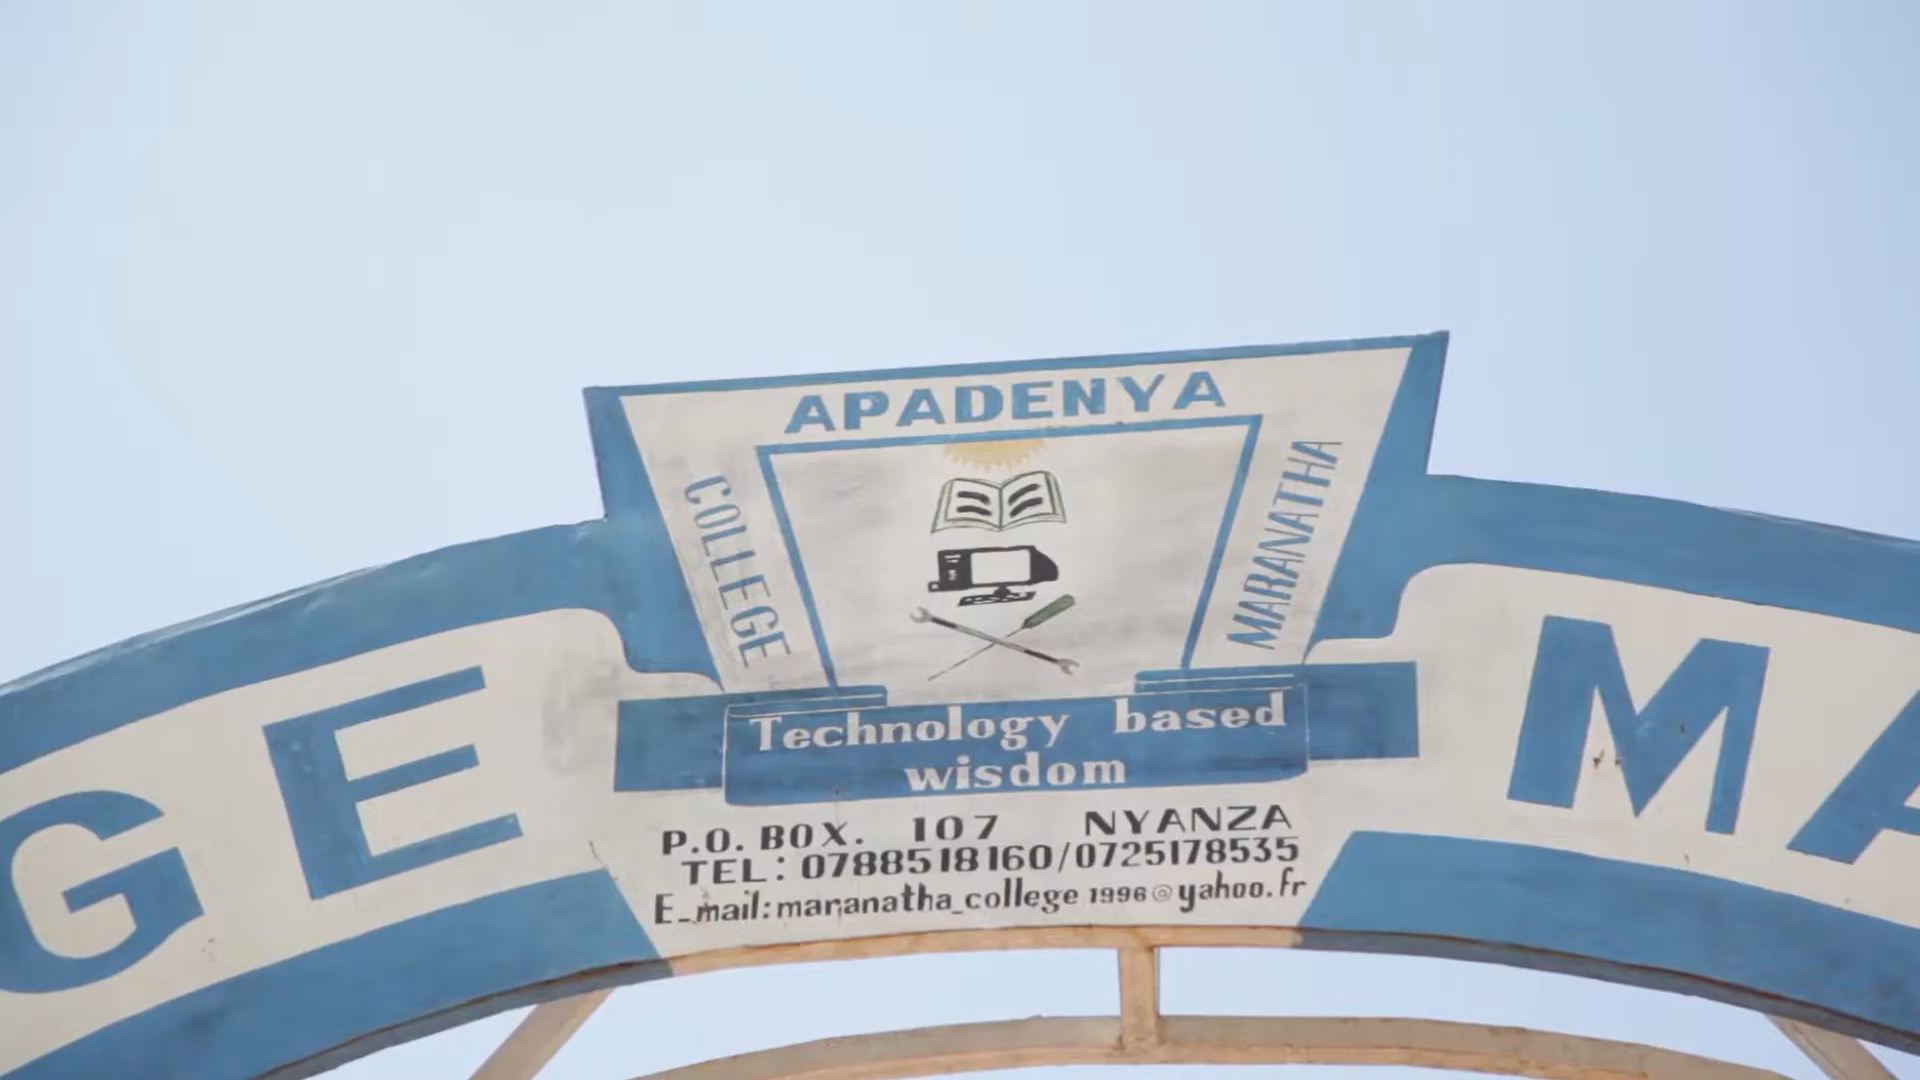 APADENYA
COLLEGE
MARANATHA
GE
MA
Technology based
wisdom
P.O. BOX. 107 NYANZA
TEL: 0788518160/0725178535
E_mail: maranatha_college 1996@yahoo.fr